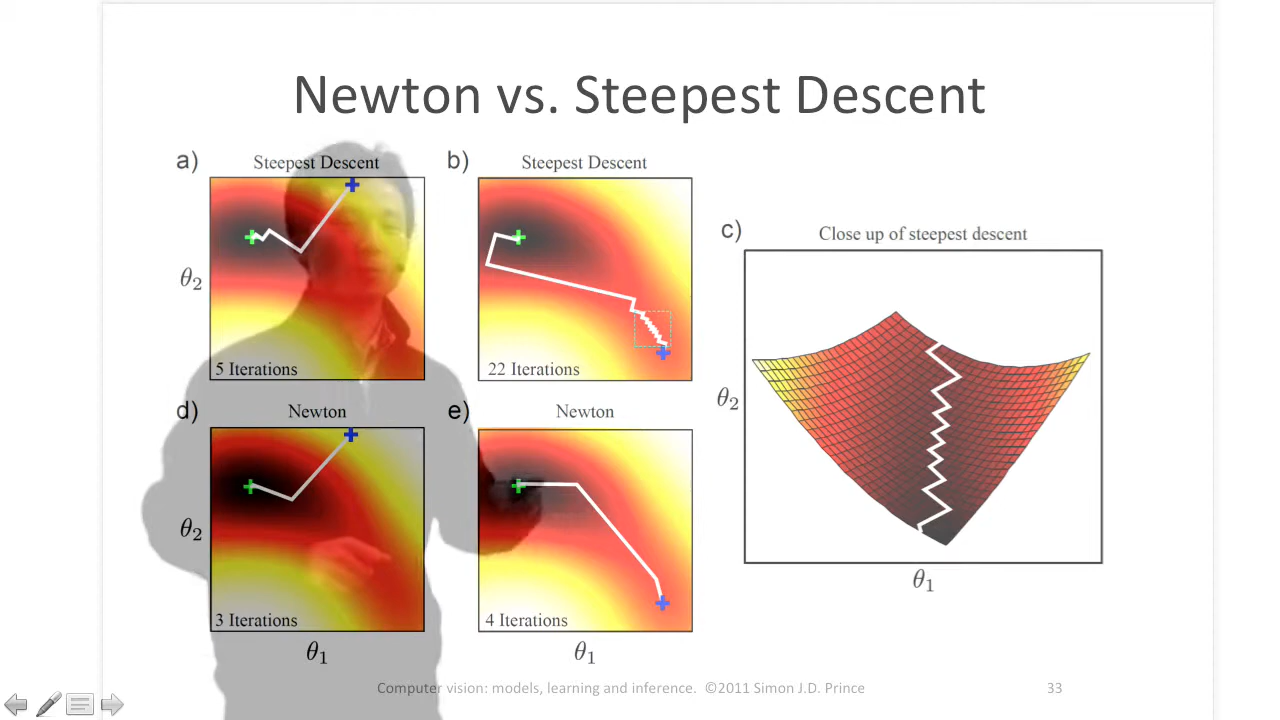 Newton vs. Steepest Descent
a) Steepest Descent
b) Steepest Descent
c) Close up of steepest descent
θ2
5 Iterations
22 Iterations
θ2
θ1
d) Newton
e) Newton
θ2
3 Iterations
4 Iterations
θ1
θ1
Computer vision: models, learning and inference. ©2011 Simon J.D. Prince
33